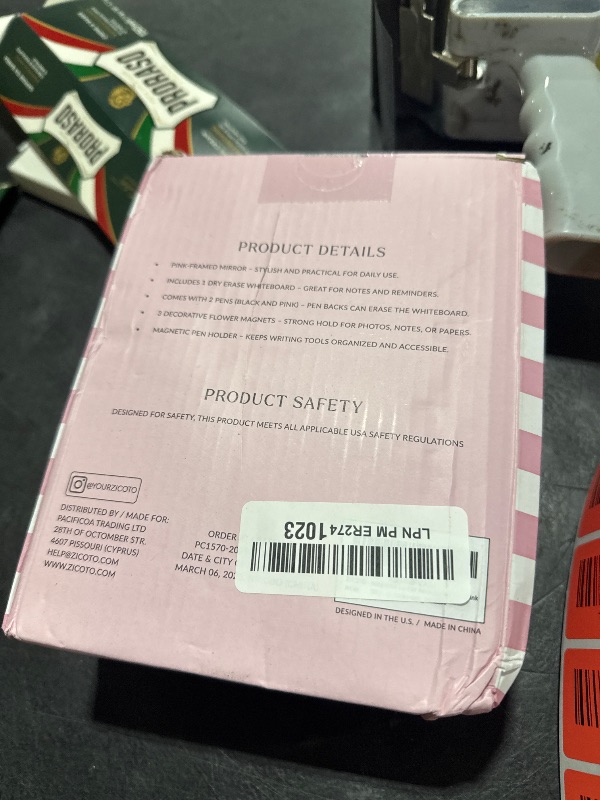 PRORASO
PRORASO
PRODUCT DETAILS
• PINK-FRAMED MIRROR – STYLISH AND PRACTICAL FOR DAILY USE.
• INCLUDES 1 DRY ERASE WHITEBOARD – GREAT FOR NOTES AND REMINDERS.
• COMES WITH 2 PENS (BLACK AND PINK) – PEN BACKS CAN ERASE THE WHITEBOARD.
• 3 DECORATIVE FLOWER MAGNETS – STRONG HOLD FOR PHOTOS, NOTES, OR PAPERS.
• MAGNETIC PEN HOLDER – KEEPS WRITING TOOLS ORGANIZED AND ACCESSIBLE.
PRODUCT SAFETY
DESIGNED FOR SAFETY, THIS PRODUCT MEETS ALL APPLICABLE USA SAFETY REGULATIONS
@YOURZICOTO
DISTRIBUTED BY / MADE FOR:
PACIFICOA TRADING LTD
28TH OF OCTOMBER STR.
4607 PISSOURI (CYPRUS)
HELP@ZICOTO.COM
WWW.ZICOTO.COM
ORDER
PC1570-20
DATE & CITY
MARCH 06, 202
LPN PM ER274 1023
DESIGNED IN THE U.S. / MADE IN CHINA